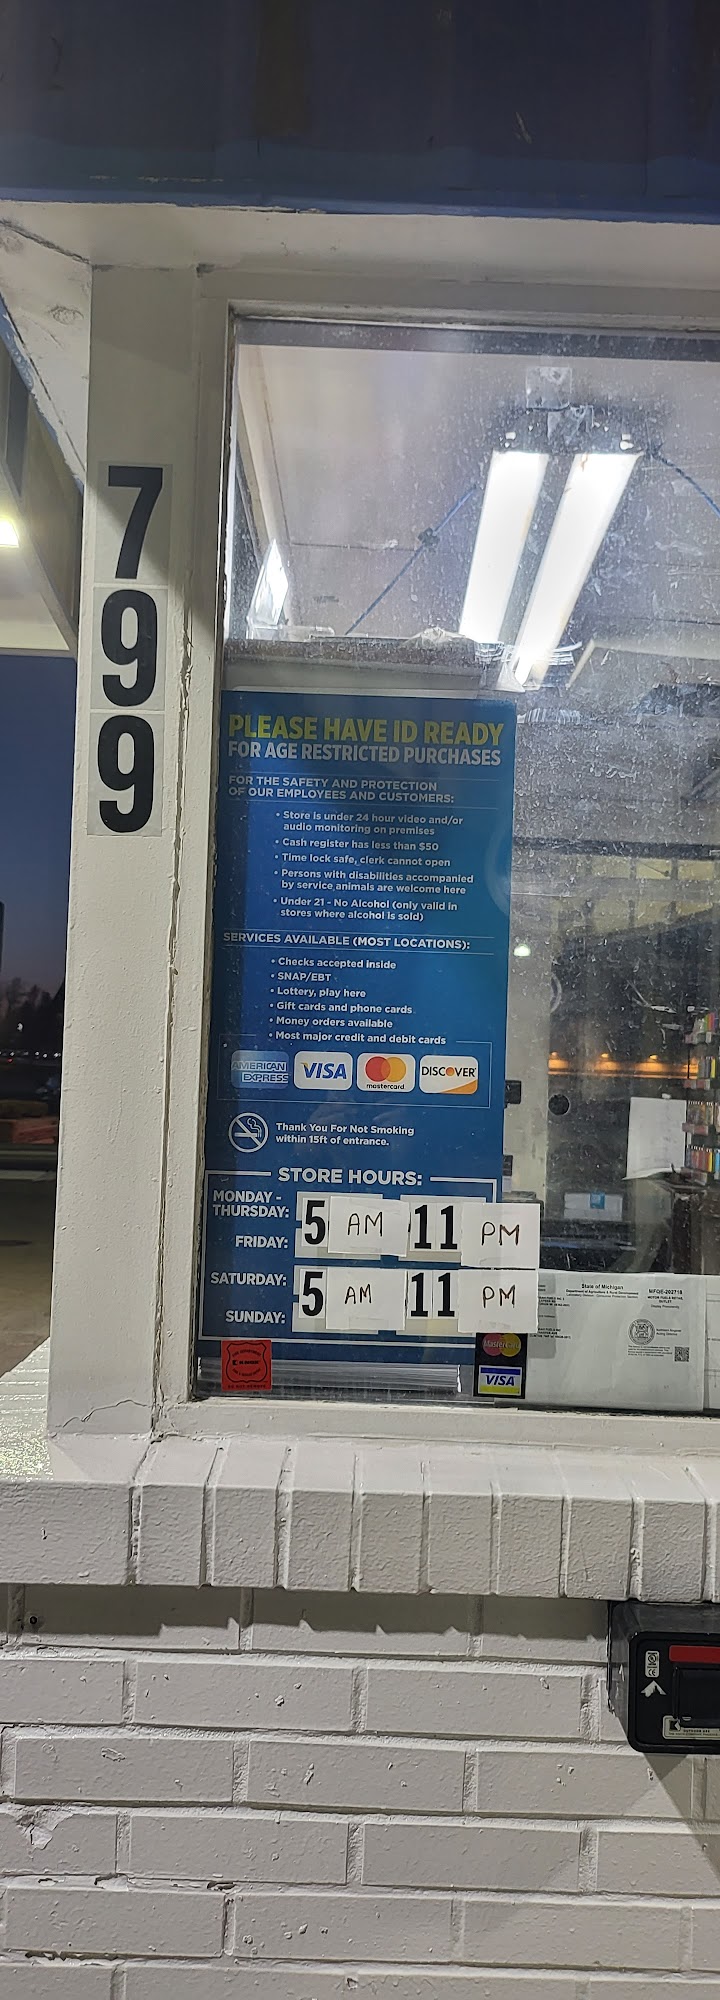 799
PLEASE HAVE ID READY
FOR AGE RESTRICTED PURCHASES
FOR THE SAFETY AND PROTECTION
OF OUR EMPLOYEES AND CUSTOMERS:
• Store is under 24 hour video and/or
audio monitoring on premises
• Cash register has less than $50
• Time lock safe, clerk cannot open
• Persons with disabilities accompanied
by service animals are welcome here
• Under 21 - No Alcohol (only valid in
stores where alcohol is sold)
SERVICES AVAILABLE (MOST LOCATIONS):
• Checks accepted inside
• SNAP/EBT
• Lottery, play here
• Gift cards and phone cards
• Money orders available
• Most major credit and debit cards
AMERICAN EXPRESS VISA mastercard DISCOVER
Thank You For Not Smoking
within 15ft of entrance.
STORE HOURS:
MONDAY -
THURSDAY:
FRIDAY:
5 AM 11 PM
SATURDAY:
SUNDAY:
5 AM 11 PM
MasterCard
VISA
State of Michigan